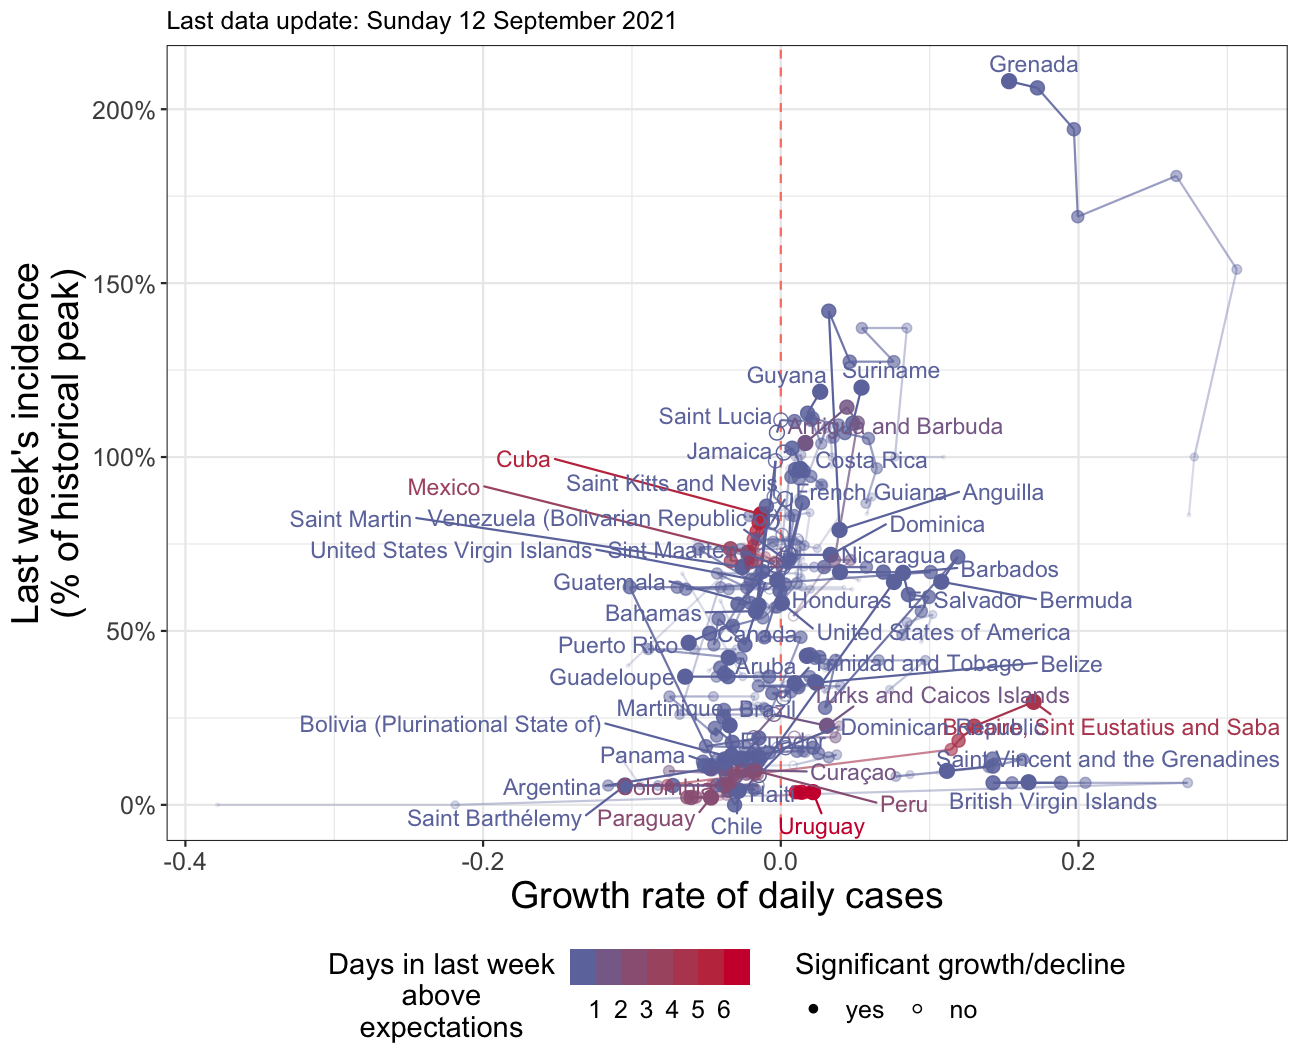 Last data update: Sunday 12 September 2021
Last week's incidence
(% of historical peak)
200%
150%
100%
50%
0%
Grenada
Guyana
Suriname
Saint Lucia
Antigua and Barbuda
Jamaica
Cuba
Costa Rica
Saint Kitts and Nevis
Mexico
French Guiana
Anguilla
Saint Martin
Venezuela (Bolivarian Republic
Dominica
United States Virgin Islands
Sint Maarten
Nicaragua
Barbados
Guatemala
Honduras
El Salvador
Bermuda
Bahamas
Canada
United States of America
Puerto Rico
Aruba
Trinidad and Tobago
Belize
Guadeloupe
Turks and Caicos Islands
Martinique
Brazil
Bolivia (Plurinational State of)
Dominican Republic
Bonaire, Sint Eustatius and Saba
Ecuador
Panama
Saint Vincent and the Grenadines
Curaçao
Argentina
Colombia
Haiti
Peru
British Virgin Islands
Saint Barthélemy
Paraguay
Chile
Uruguay
-0.4
-0.2
0.0
0.2
Growth rate of daily cases
Days in last week
above
expectations
1 2 3 4 5 6
Significant growth/decline
yes
no